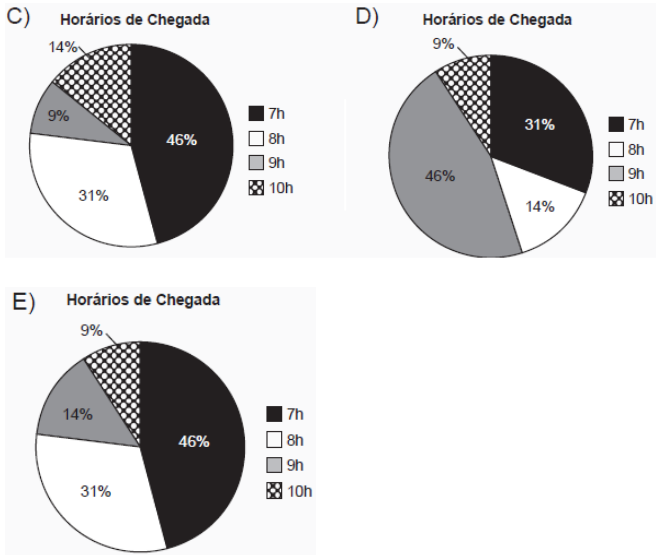 C)
Horários de Chegada
14%
9%
46%
31%
7h
8h
9h
10h
D)
Horários de Chegada
9%
31%
46%
14%
7h
8h
9h
10h
E)
Horários de Chegada
9%
14%
46%
31%
7h
8h
9h
10h